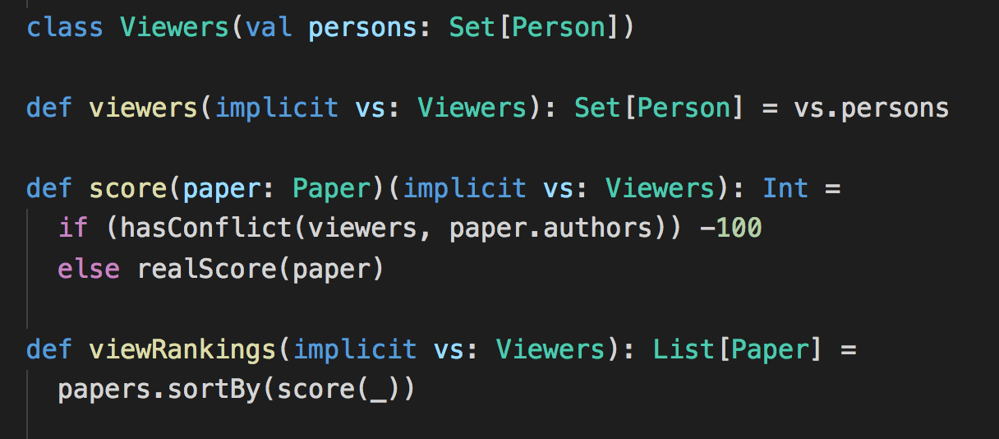 class Viewers(val persons: Set[Person])
def viewers(implicit vs: Viewers): Set[Person] = vs.persons
def score(paper: Paper)(implicit vs: Viewers): Int =
  if (hasConflict(viewers, paper.authors)) -100
  else realScore(paper)
def viewRankings(implicit vs: Viewers): List[Paper] =
  papers.sortBy(score(_))